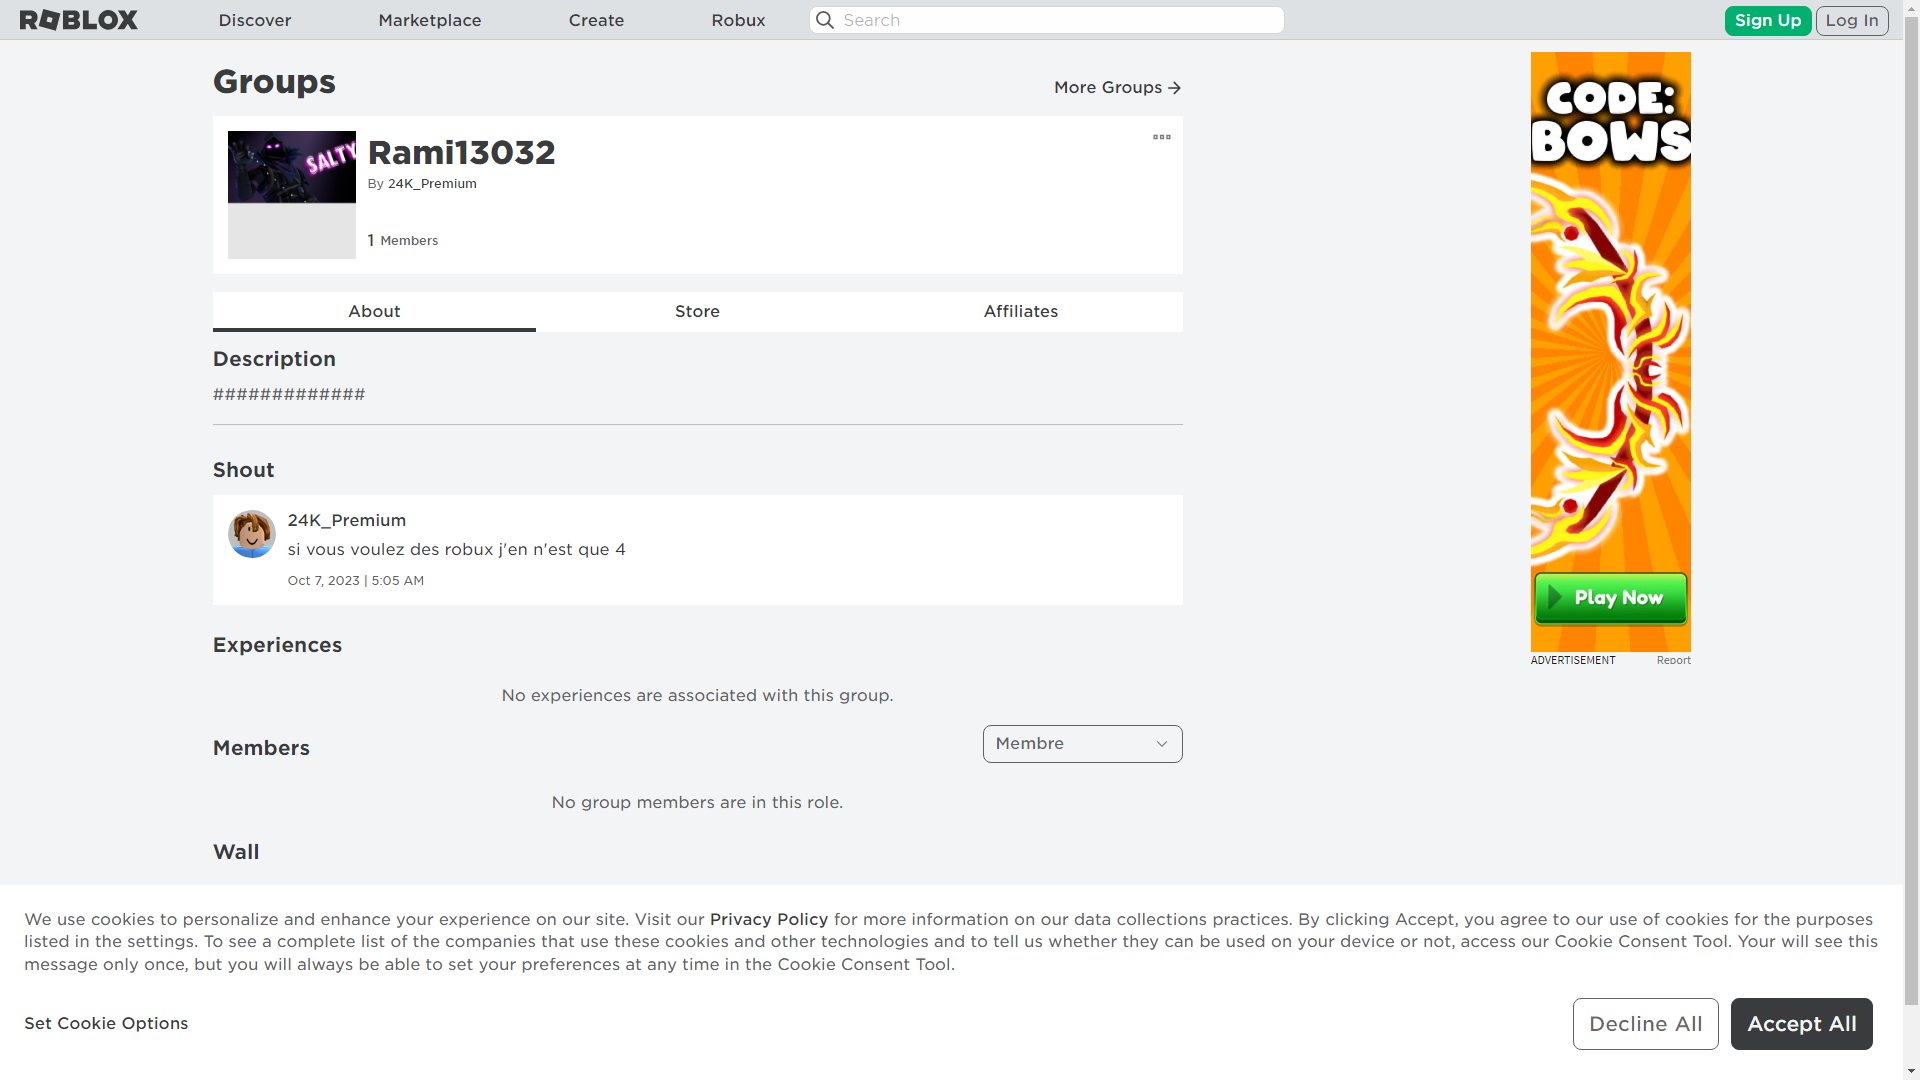 ROBLOX
Discover
Marketplace
Create
Robux
Search
Sign Up
Log In
Groups
More Groups
SALTY
Rami13032
By 24K_Premium
1 Members
About
Store
Affiliates
Description
#############
Shout
24K_Premium
si vous voulez des robux j'en n'est que 4
Oct 7, 2023 | 5:05 AM
Experiences
No experiences are associated with this group.
Members
Membre
No group members are in this role.
Wall
CODE:
BOWS
Play Now
ADVERTISEMENT
Report
We use cookies to personalize and enhance your experience on our site. Visit our Privacy Policy for more information on our data collections practices. By clicking Accept, you agree to our use of cookies for the purposes
listed in the settings. To see a complete list of the companies that use these cookies and other technologies and to tell us whether they can be used on your device or not, access our Cookie Consent Tool. Your will see this
message only once, but you will always be able to set your preferences at any time in the Cookie Consent Tool.
Set Cookie Options
Decline All
Accept All